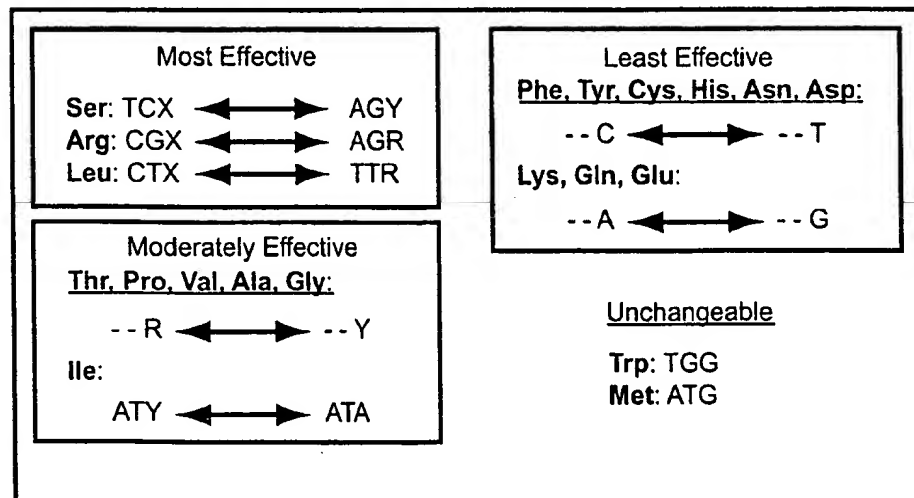 Most Effective
Ser: TCX AGY
Arg: CGX AGR
Leu: CTX TTR
Moderately Effective
Thr, Pro, Val, Ala, Gly:
- - R - - Y
Ile:
ATY ATA
Least Effective
Phe, Tyr, Cys, His, Asn, Asp:
- - C - - T
Lys, Gln, Glu:
- - A - - G
Unchangeable
Trp: TGG
Met: ATG